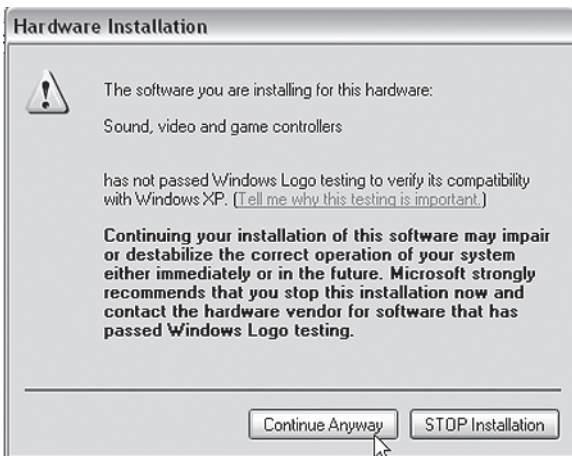 Hardware Installation
The software you are installing for this hardware:
Sound, video and game controllers
has not passed Windows Logo testing to verify its compatibility
with Windows XP. (Tell me why this testing is important.)
Continuing your installation of this software may impair
or destabilize the correct operation of your system
either immediately or in the future. Microsoft strongly
recommends that you stop this installation now and
contact the hardware vendor for software that has
passed Windows Logo testing.
Continue Anyway
STOP Installation